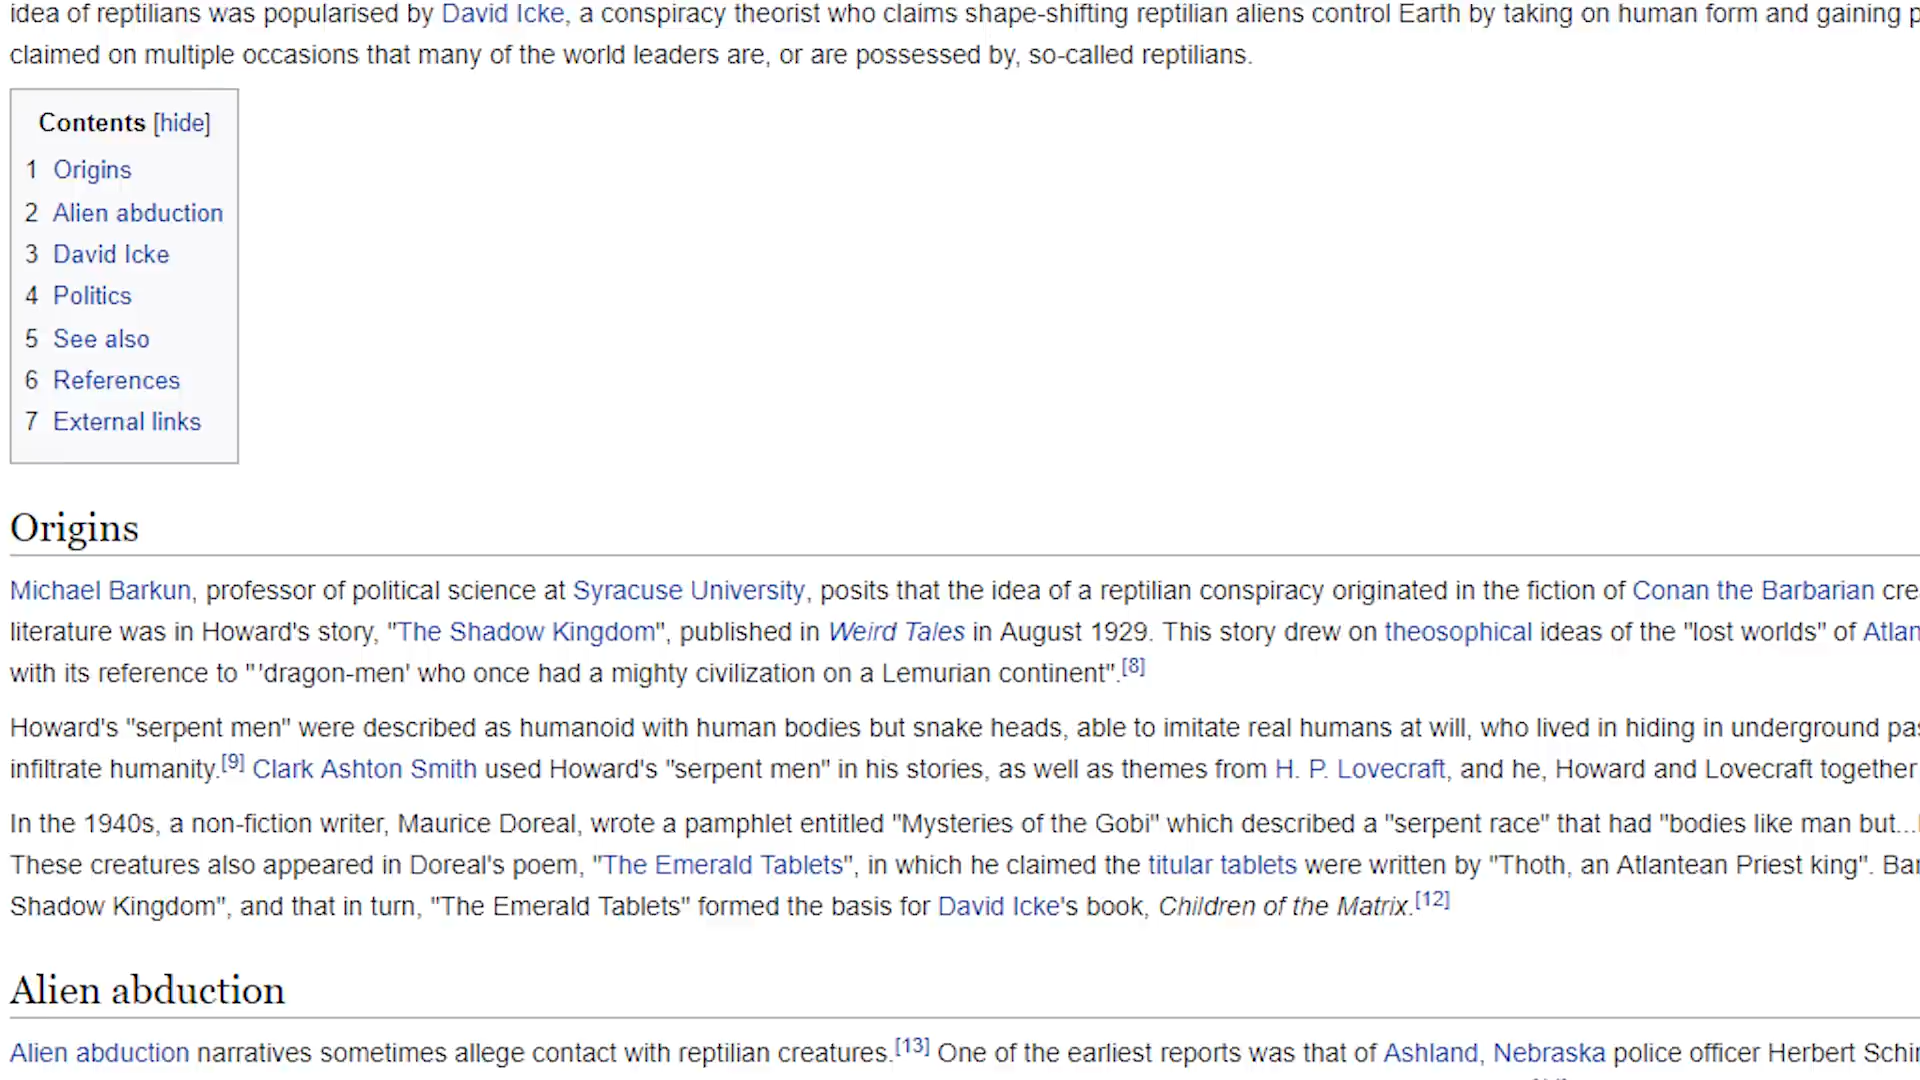 idea of reptilians was popularised by David Icke, a conspiracy theorist who claims shape-shifting reptilian aliens control Earth by taking on human form and gaining
claimed on multiple occasions that many of the world leaders are, or are possessed by, so-called reptilians.
Contents [hide]
1 Origins
2 Alien abduction
3 David Icke
4 Politics
5 See also
6 References
7 External links
Origins
Michael Barkun, professor of political science at Syracuse University, posits that the idea of a reptilian conspiracy originated in the fiction of Conan the Barbarian cre
literature was in Howard's story, "The Shadow Kingdom", published in Weird Tales in August 1929. This story drew on theosophical ideas of the "lost worlds" of Atlan
with its reference to "'dragon-men' who once had a mighty civilization on a Lemurian continent".[8]
Howard's "serpent men" were described as humanoid with human bodies but snake heads, able to imitate real humans at will, who lived in hiding in underground pas
infiltrate humanity.[9] Clark Ashton Smith used Howard's "serpent men" in his stories, as well as themes from H. P. Lovecraft, and he, Howard and Lovecraft together
In the 1940s, a non-fiction writer, Maurice Doreal, wrote a pamphlet entitled "Mysteries of the Gobi" which described a "serpent race" that had "bodies like man but...
These creatures also appeared in Doreal's poem, "The Emerald Tablets", in which he claimed the titular tablets were written by "Thoth, an Atlantean Priest king". Bar
Shadow Kingdom", and that in turn, "The Emerald Tablets" formed the basis for David Icke's book, Children of the Matrix.[12]
Alien abduction
Alien abduction narratives sometimes allege contact with reptilian creatures.[13] One of the earliest reports was that of Ashland, Nebraska police officer Herbert Schir